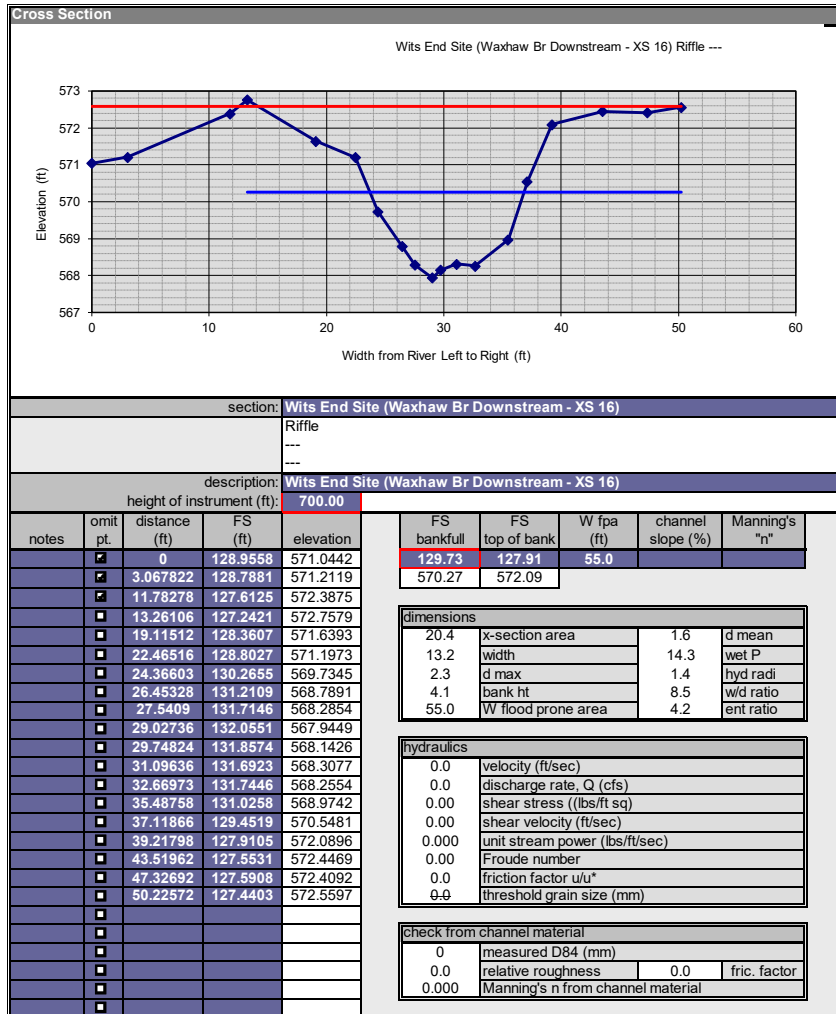 Cross Section
Wits End Site (Waxhaw Br Downstream - XS 16) Riffle ---
573
572
571
570
569
568
567
Elevation (ft)
0 10 20 30 40 50 60
Width from River Left to Right (ft)
section: Wits End Site (Waxhaw Br Downstream - XS 16)
Riffle
---
---
description: Wits End Site (Waxhaw Br Downstream - XS 16)
height of instrument (ft): 700.00
notes omit pt. distance (ft) FS (ft) elevation
0 128.9558 571.0442
3.067822 128.7881 571.2119
11.78278 127.6125 572.3875
13.26106 127.2421 572.7579
19.11512 128.3607 571.6393
22.46516 128.8027 571.1973
24.36603 130.2655 569.7345
26.45328 131.2109 568.7891
27.5409 131.7146 568.2854
29.02736 132.0551 567.9449
29.74824 131.8574 568.1426
31.09636 131.6923 568.3077
32.66973 131.7446 568.2554
35.48758 131.0258 568.9742
37.11866 129.4519 570.5481
39.21798 127.9105 572.0896
43.51962 127.5531 572.4469
47.32692 127.5908 572.4092
50.22572 127.4403 572.5597
FS bankfull FS top of bank W fpa (ft) channel slope (%) Manning's "n"
129.73 127.91 55.0
570.27 572.09
dimensions
20.4 x-section area 1.6 d mean
13.2 width 14.3 wet P
2.3 d max 1.4 hyd radi
4.1 bank ht 8.5 w/d ratio
55.0 W flood prone area 4.2 ent ratio
hydraulics
0.0 velocity (ft/sec)
0.0 discharge rate, Q (cfs)
0.00 shear stress ((lbs/ft sq)
0.00 shear velocity (ft/sec)
0.000 unit stream power (lbs/ft/sec)
0.00 Froude number
0.0 friction factor u/u*
0.0 threshold grain size (mm)
check from channel material
0 measured D84 (mm)
0.0 relative roughness 0.0 fric. factor
0.000 Manning's n from channel material